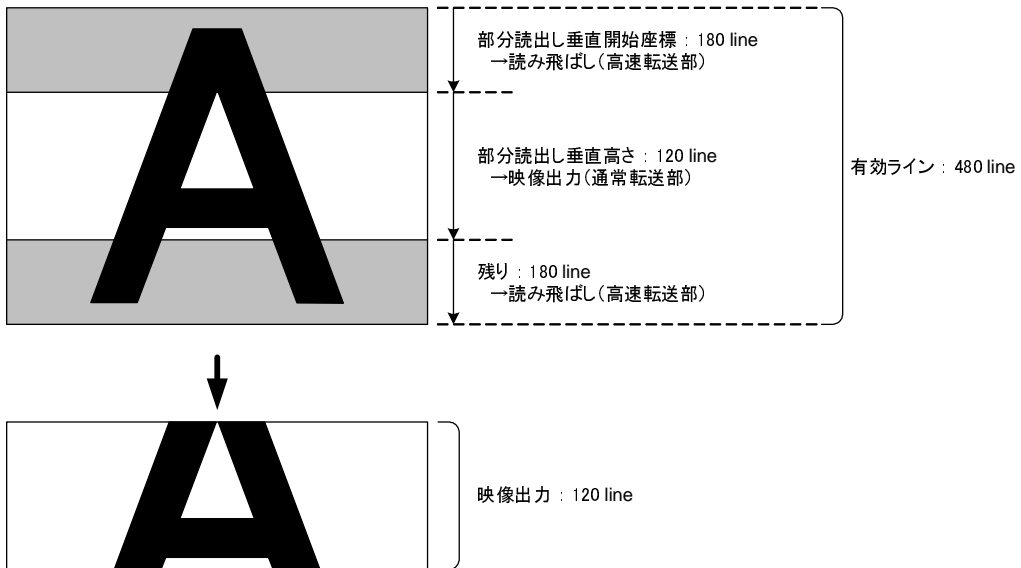 部分読出し垂直開始座標：180 line
→読み飛ばし（高速転送部）
部分読出し垂直高さ：120 line
→映像出力（通常転送部）
有効ライン：480 line
残り：180 line
→読み飛ばし（高速転送部）
映像出力：120 line
A
A